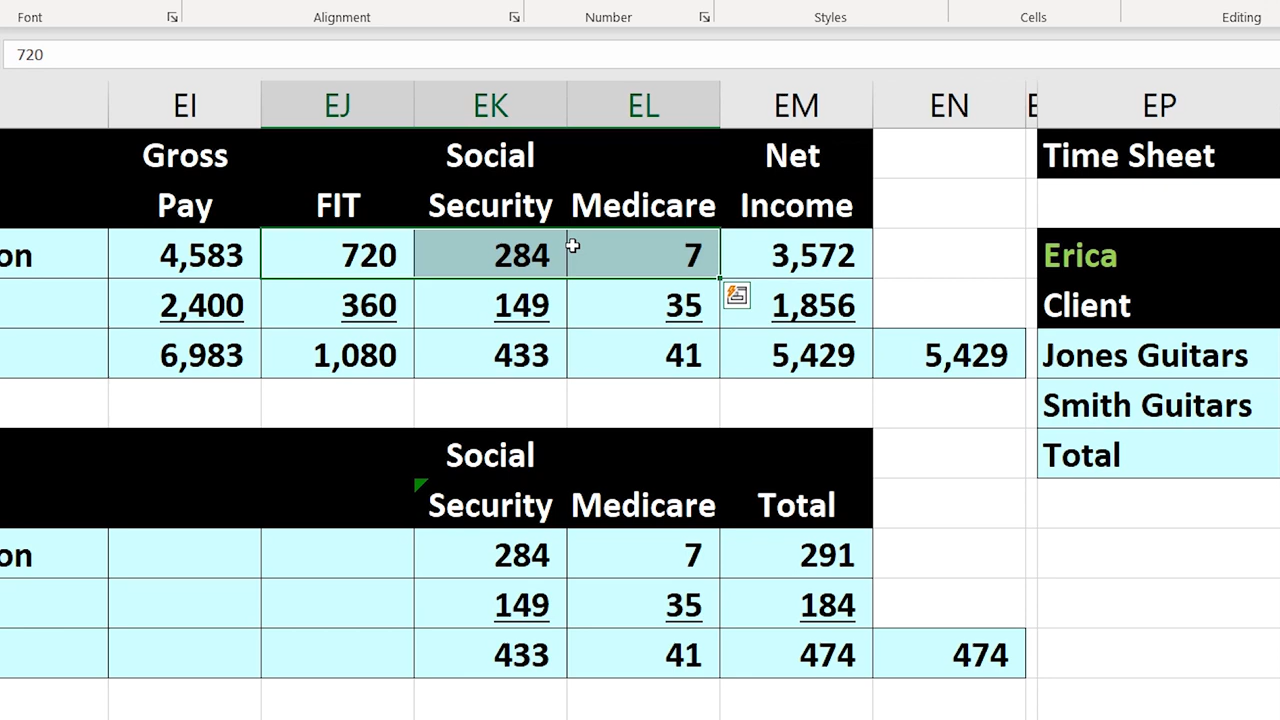 Font Alignment Number Styles Cells Editing
720
EI EJ EK EL EM EN E EP
Gross Social Net Time Sheet
Pay FIT Security Medicare Income
on 4,583 720 284 7 3,572 Erica
2,400 360 149 35 1,856 Client
6,983 1,080 433 41 5,429 5,429 Jones Guitars
Smith Guitars
Social Total
Security Medicare Total
on 284 7 291
149 35 184
433 41 474 474